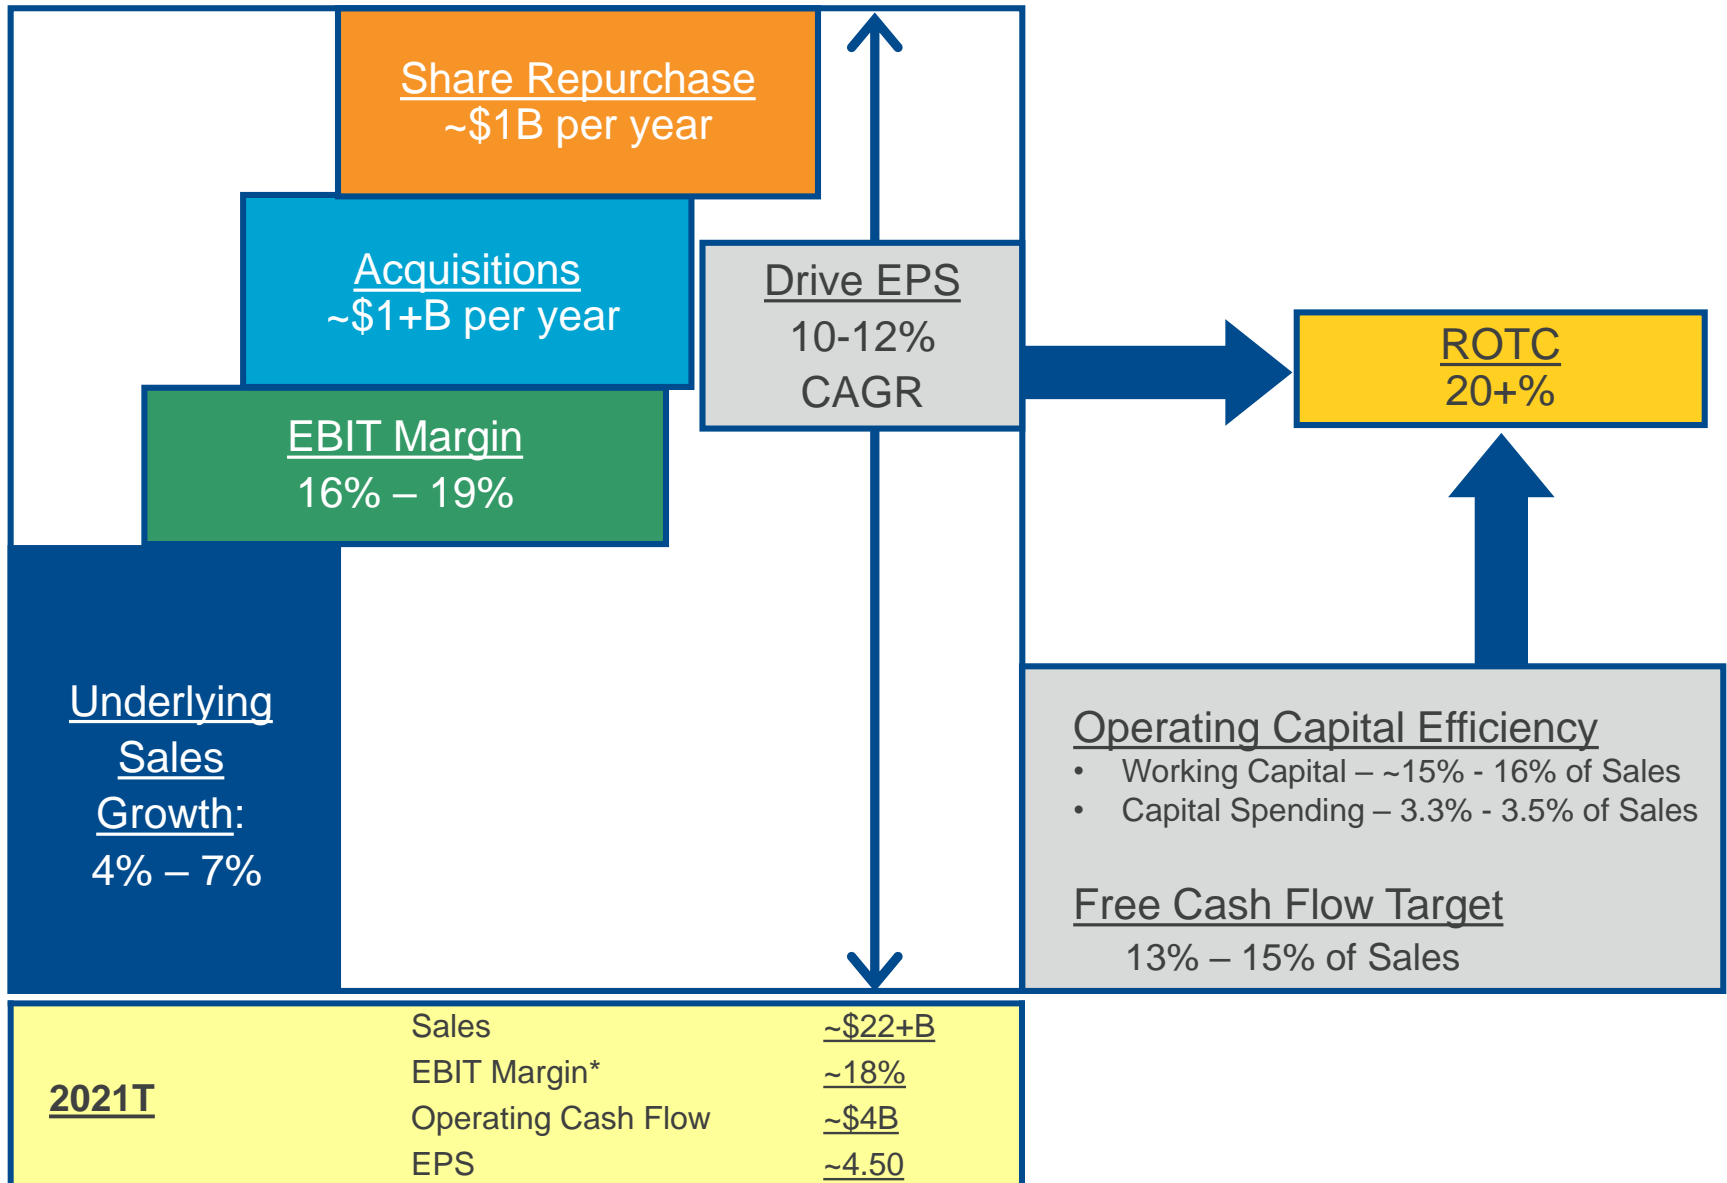 Share Repurchase
~$1B per year
Acquisitions
~$1+B per year
EBIT Margin
16% – 19%
Underlying
Sales
Growth:
4% – 7%
Drive EPS
10-12%
CAGR
ROTC
20+%
Operating Capital Efficiency
• Working Capital – ~15% - 16% of Sales
• Capital Spending – 3.3% - 3.5% of Sales
Free Cash Flow Target
13% – 15% of Sales
2021T
Sales ~$22+B
EBIT Margin* ~18%
Operating Cash Flow ~$4B
EPS ~4.50